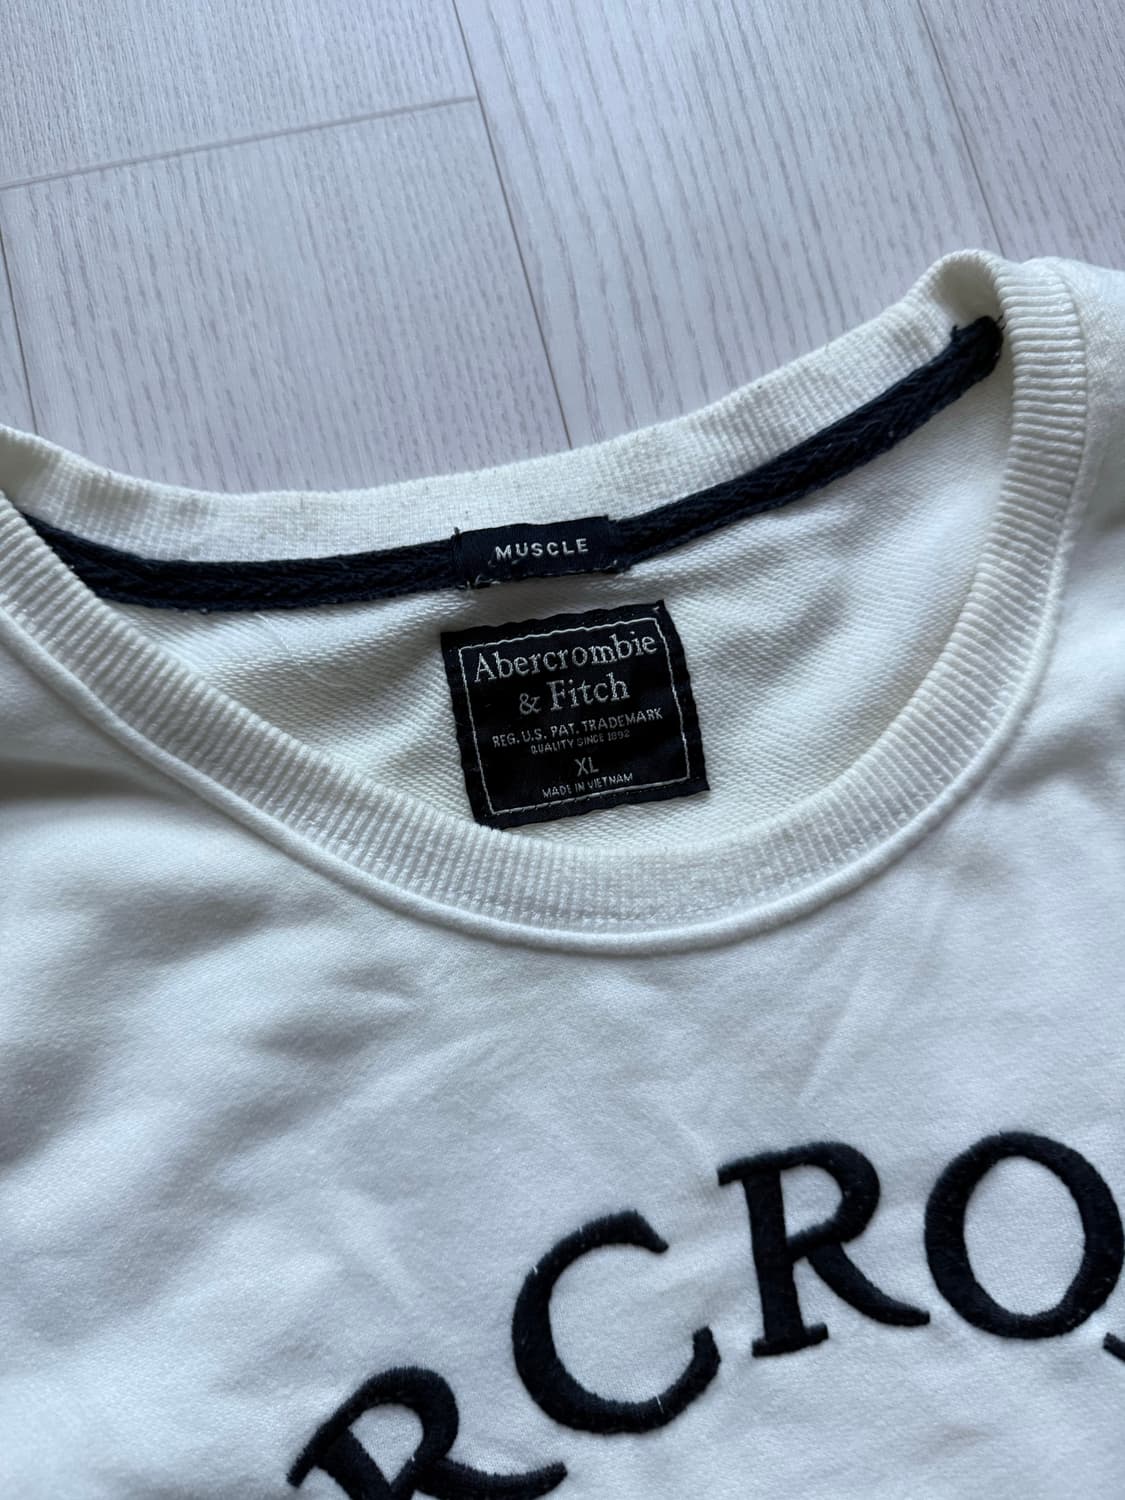 MUSCLE
Abercrombie
& Fitch
REG. U.S. PAT. TRADEMARK
QUALITY SINCE 1892
XL
MADE IN VIETNAM
RCRO